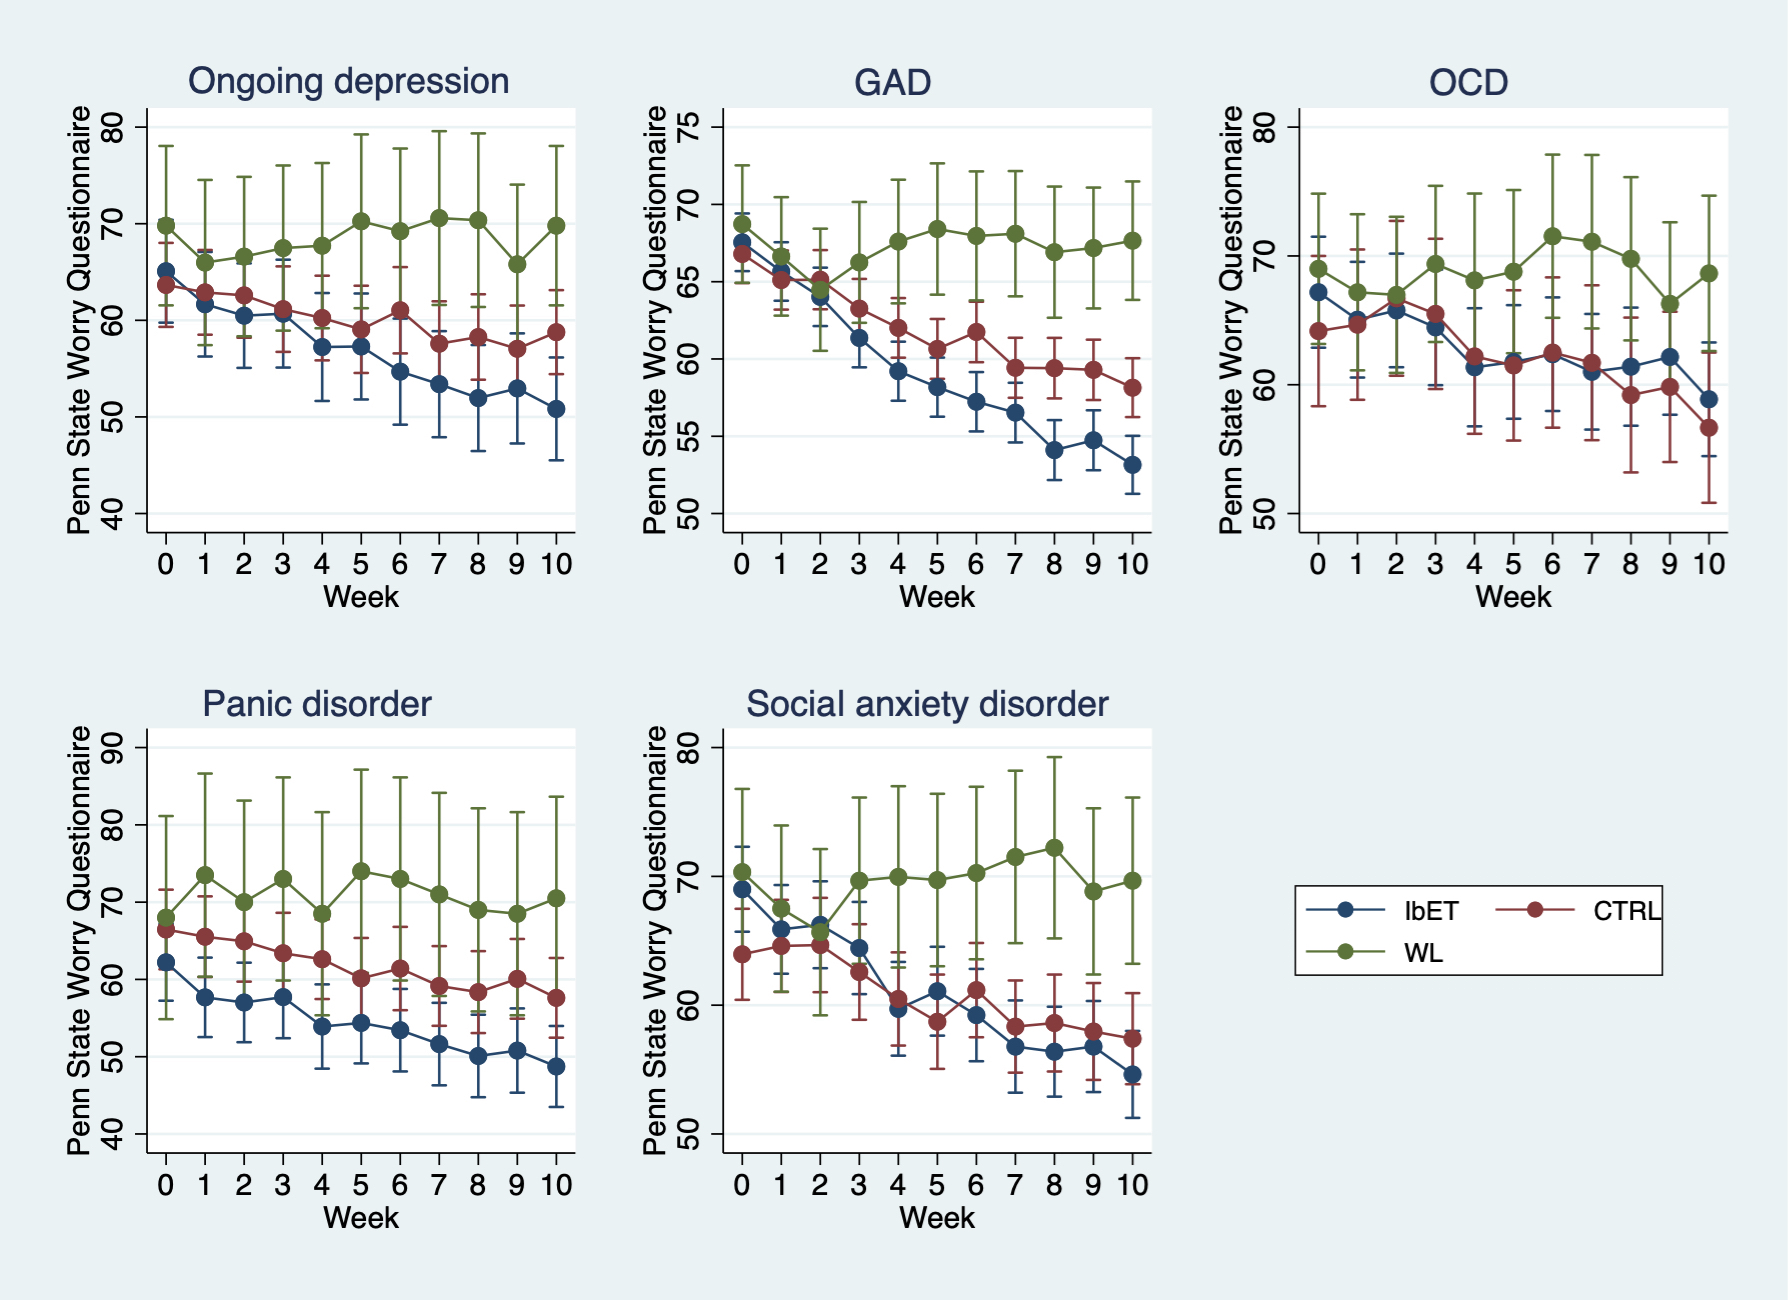 Ongoing depression
Penn State Worry Questionnaire
80
70
60
50
40
0 1 2 3 4 5 6 7 8 9 10
Week
GAD
Penn State Worry Questionnaire
75
70
65
60
55
50
0 1 2 3 4 5 6 7 8 9 10
Week
OCD
Penn State Worry Questionnaire
80
70
60
50
0 1 2 3 4 5 6 7 8 9 10
Week
Panic disorder
Penn State Worry Questionnaire
90
80
70
60
50
40
0 1 2 3 4 5 6 7 8 9 10
Week
Social anxiety disorder
Penn State Worry Questionnaire
80
70
60
50
0 1 2 3 4 5 6 7 8 9 10
Week
IbET CTRL
WL